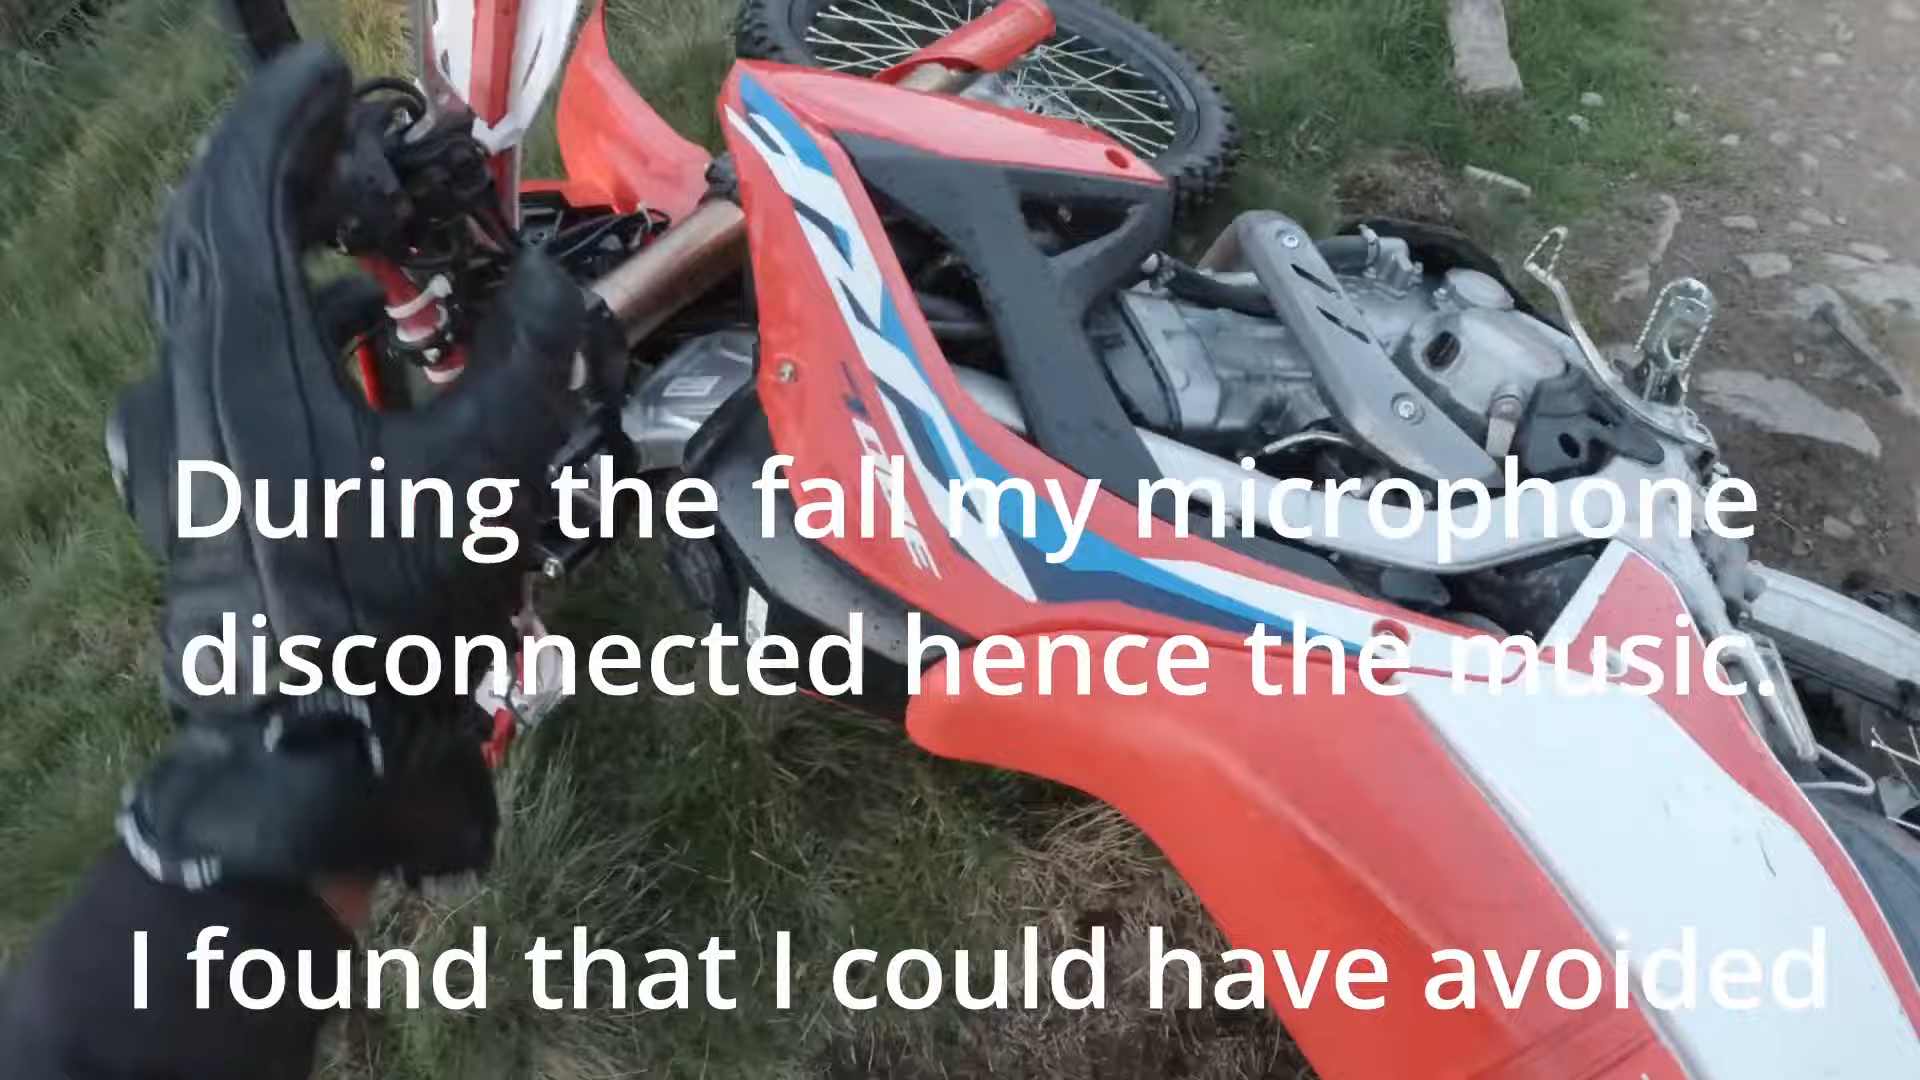 During the fall my microphone
disconnected hence the music.
I found that I could have avoided